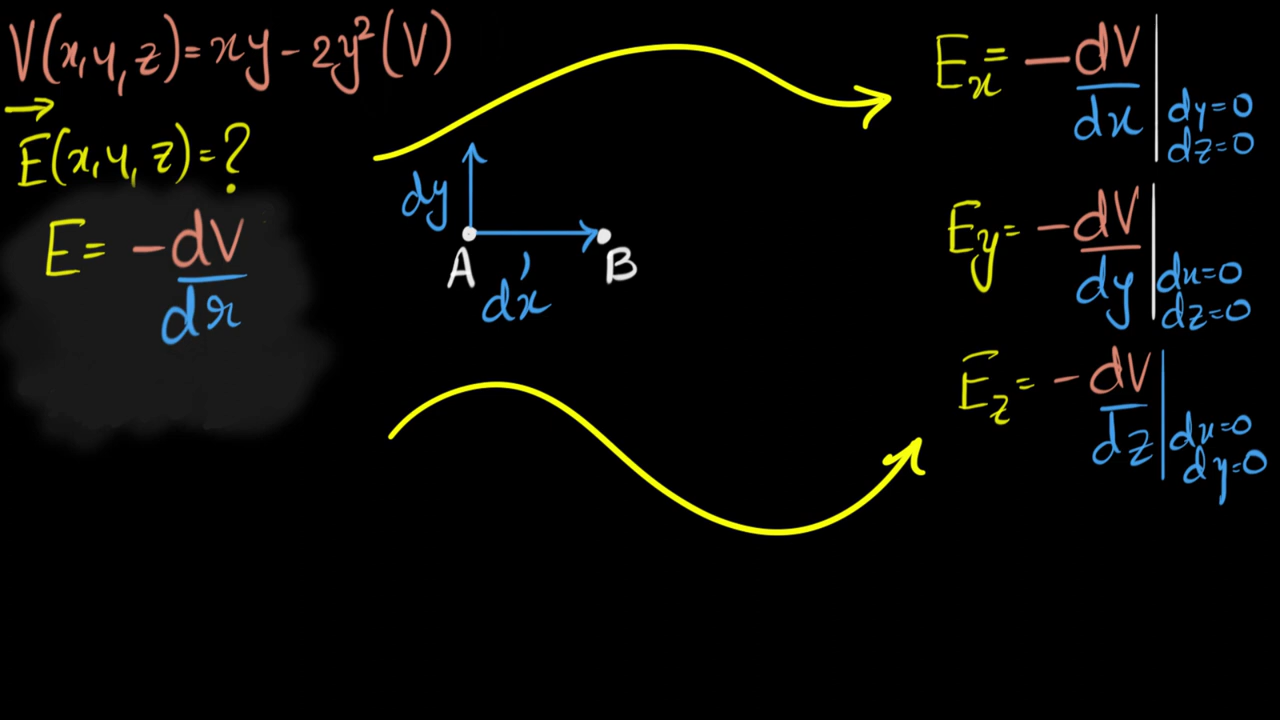 V(x,y,z)=xy-2y²(V)
E(x,y,z)=?
E= -dV/dr
dy
A
B
dx
Ex= -dV/dx | dy=0 dz=0
Ey= -dV/dy | dx=0 dz=0
Ez= -dV/dz | dx=0 dy=0